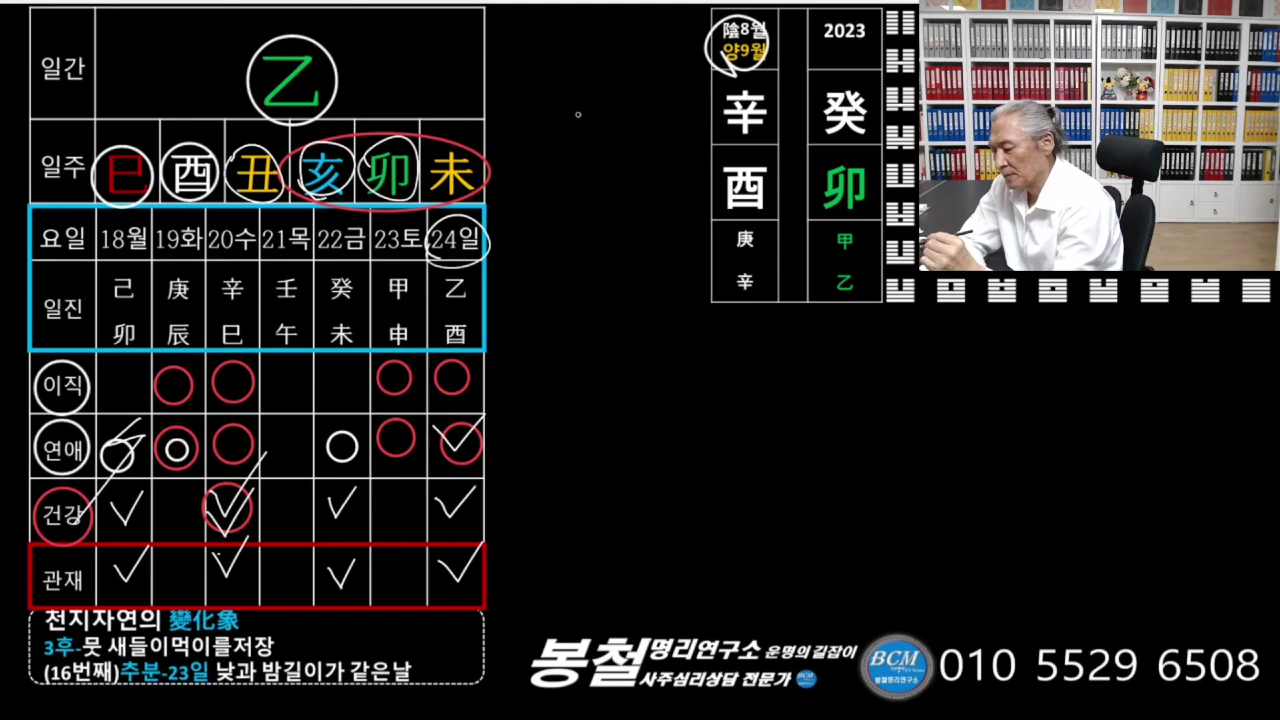 일간 乙
일주 巳 酉 丑 亥 卯 未
요일 18월 19화 20수 21목 22금 23토 24일
일진 己 庚 辛 壬 癸 甲 乙
卯 辰 巳 午 未 申 酉
이직
연애
건강
관재
천지자연의 變化象
3후-뭇 새들이먹이를저장
(16번째)추분-23일 낮과 밤길이가 같은날
陰8월 2023
양9월
辛 癸
酉 卯
庚 甲
辛 乙
봉철 명리연구소 운명의 길잡이
사주심리상담 전문가
BCM
봉철명리연구소
010 5529 6508